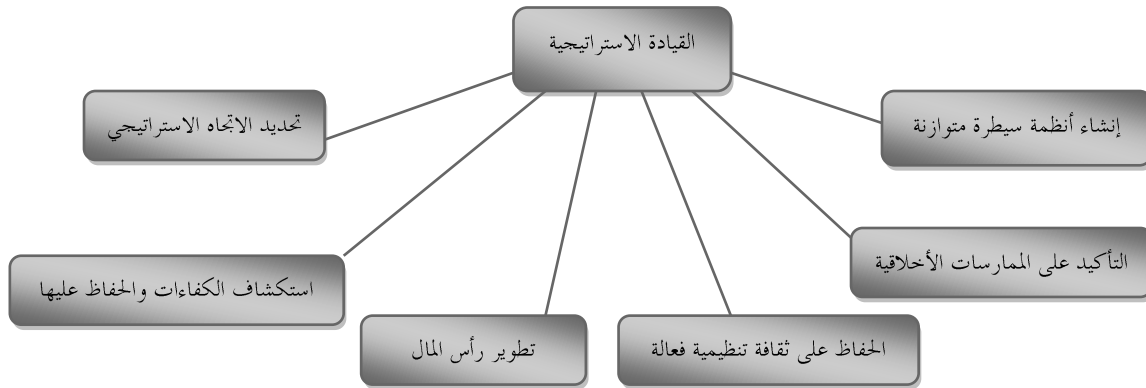 القيادة الاستراتيجية
إنشاء أنظمة سيطرة متوازنة
تحديد الاتجاه الاستراتيجي
التأكيد على الممارسات الأخلاقية
استكشاف الكفاءات والحفاظ عليها
الحفاظ على ثقافة تنظيمية فعالة
تطوير رأس المال